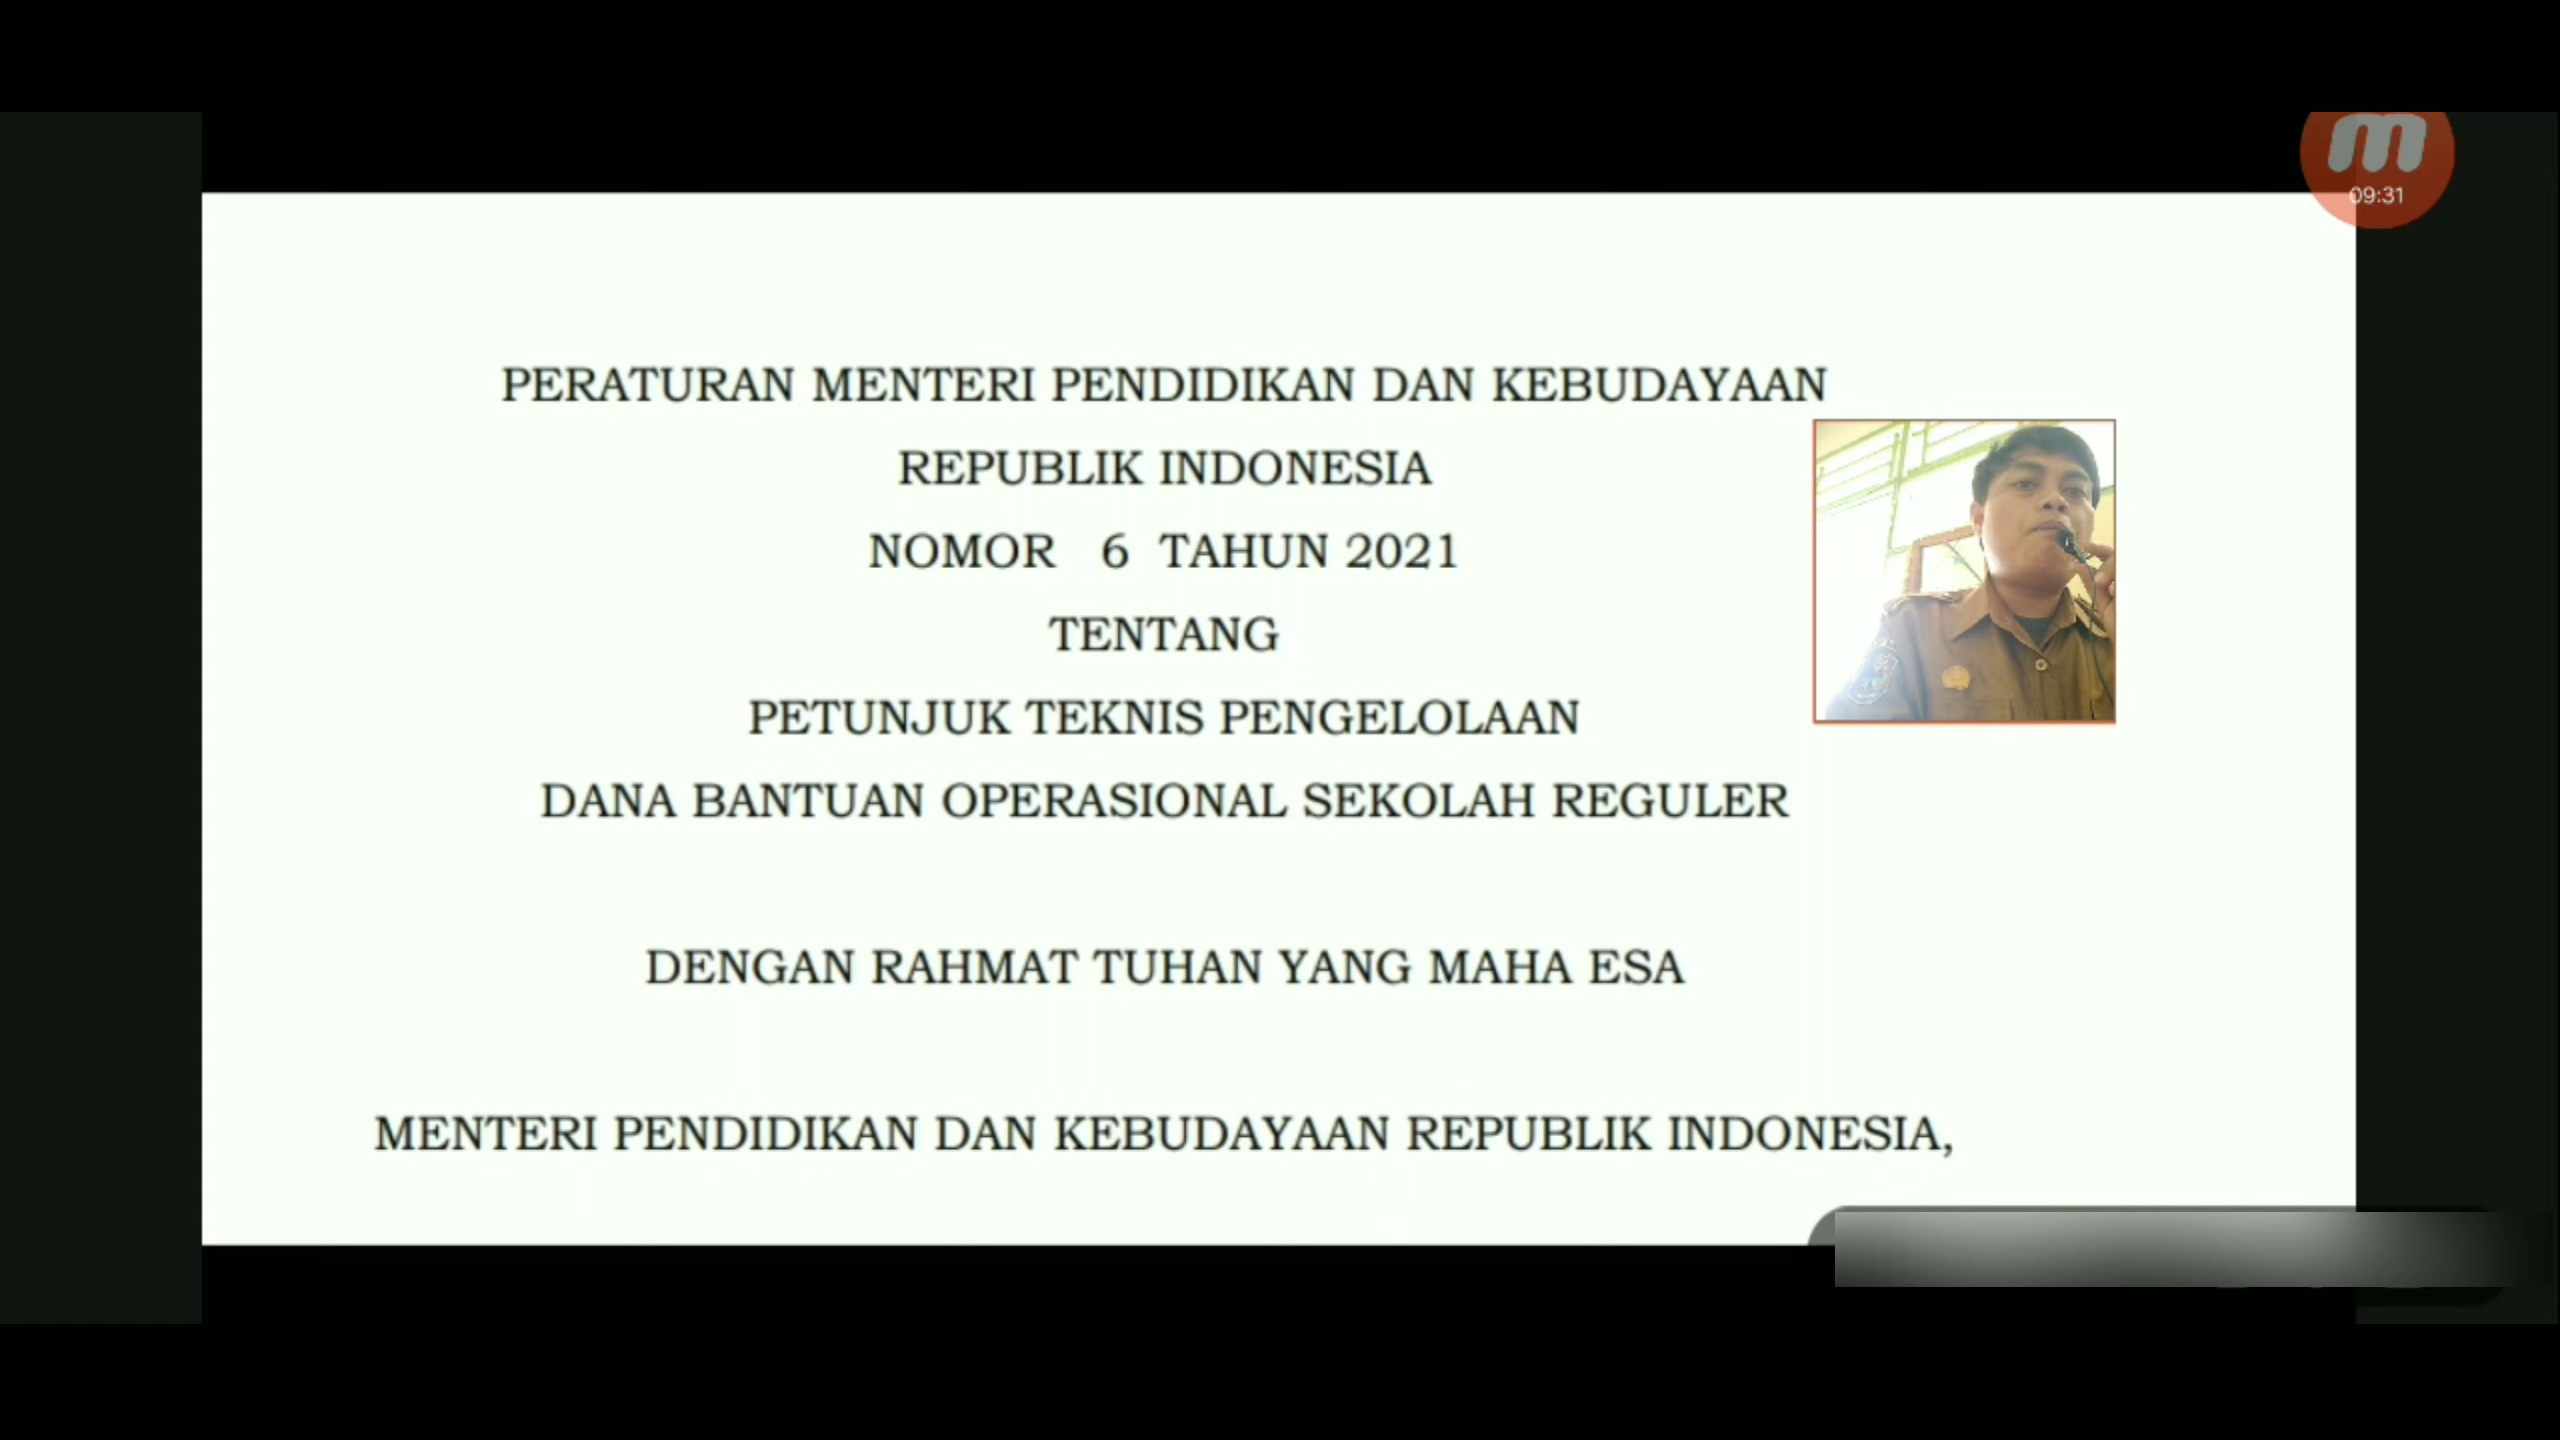 m
09:31
PERATURAN MENTERI PENDIDIKAN DAN KEBUDAYAAN
REPUBLIK INDONESIA
NOMOR 6 TAHUN 2021
TENTANG
PETUNJUK TEKNIS PENGELOLAAN
DANA BANTUAN OPERASIONAL SEKOLAH REGULER
DENGAN RAHMAT TUHAN YANG MAHA ESA
MENTERI PENDIDIKAN DAN KEBUDAYAAN REPUBLIK INDONESIA,